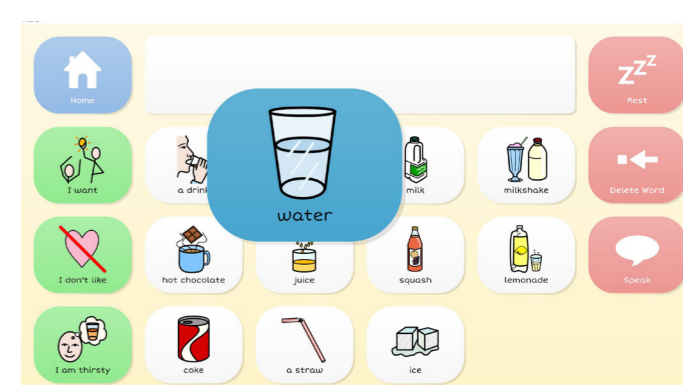 Home
Rest
I want
a drin
water
milk
milkshake
Delete Word
I don't like
hot chocolate
juice
squash
lemonade
Speak
I am thirsty
coke
a straw
ice